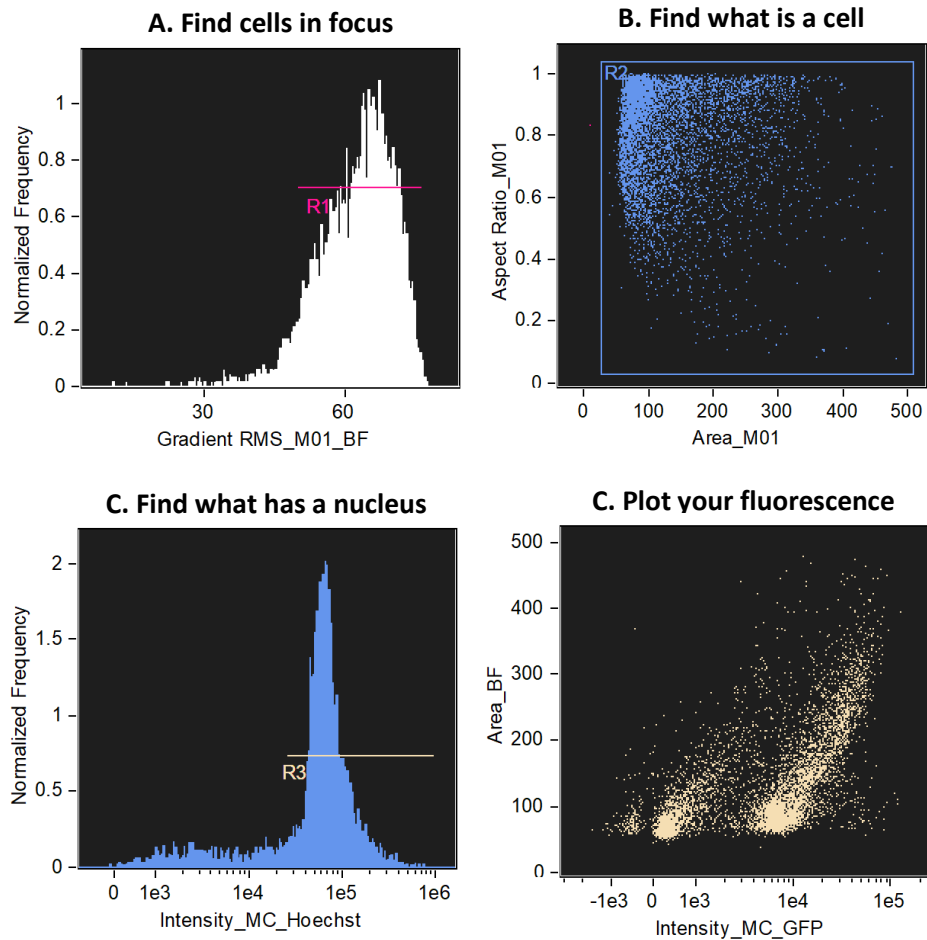 A. Find cells in focus
Normalized Frequency
1
0.8
0.6
0.4
0.2
0
R1
30
60
Gradient RMS_M01_BF
B. Find what is a cell
Aspect Ratio_M01
1
0.8
0.6
0.4
0.2
0
R2
0
100
200
300
400
500
Area_M01
C. Find what has a nucleus
Normalized Frequency
2
1.5
1
0.5
0
R3
0
1e3
1e4
1e5
1e6
Intensity_MC_Hoechst
C. Plot your fluorescence
Area_BF
500
400
300
200
100
0
-1e3
0
1e3
1e4
1e5
Intensity_MC_GFP